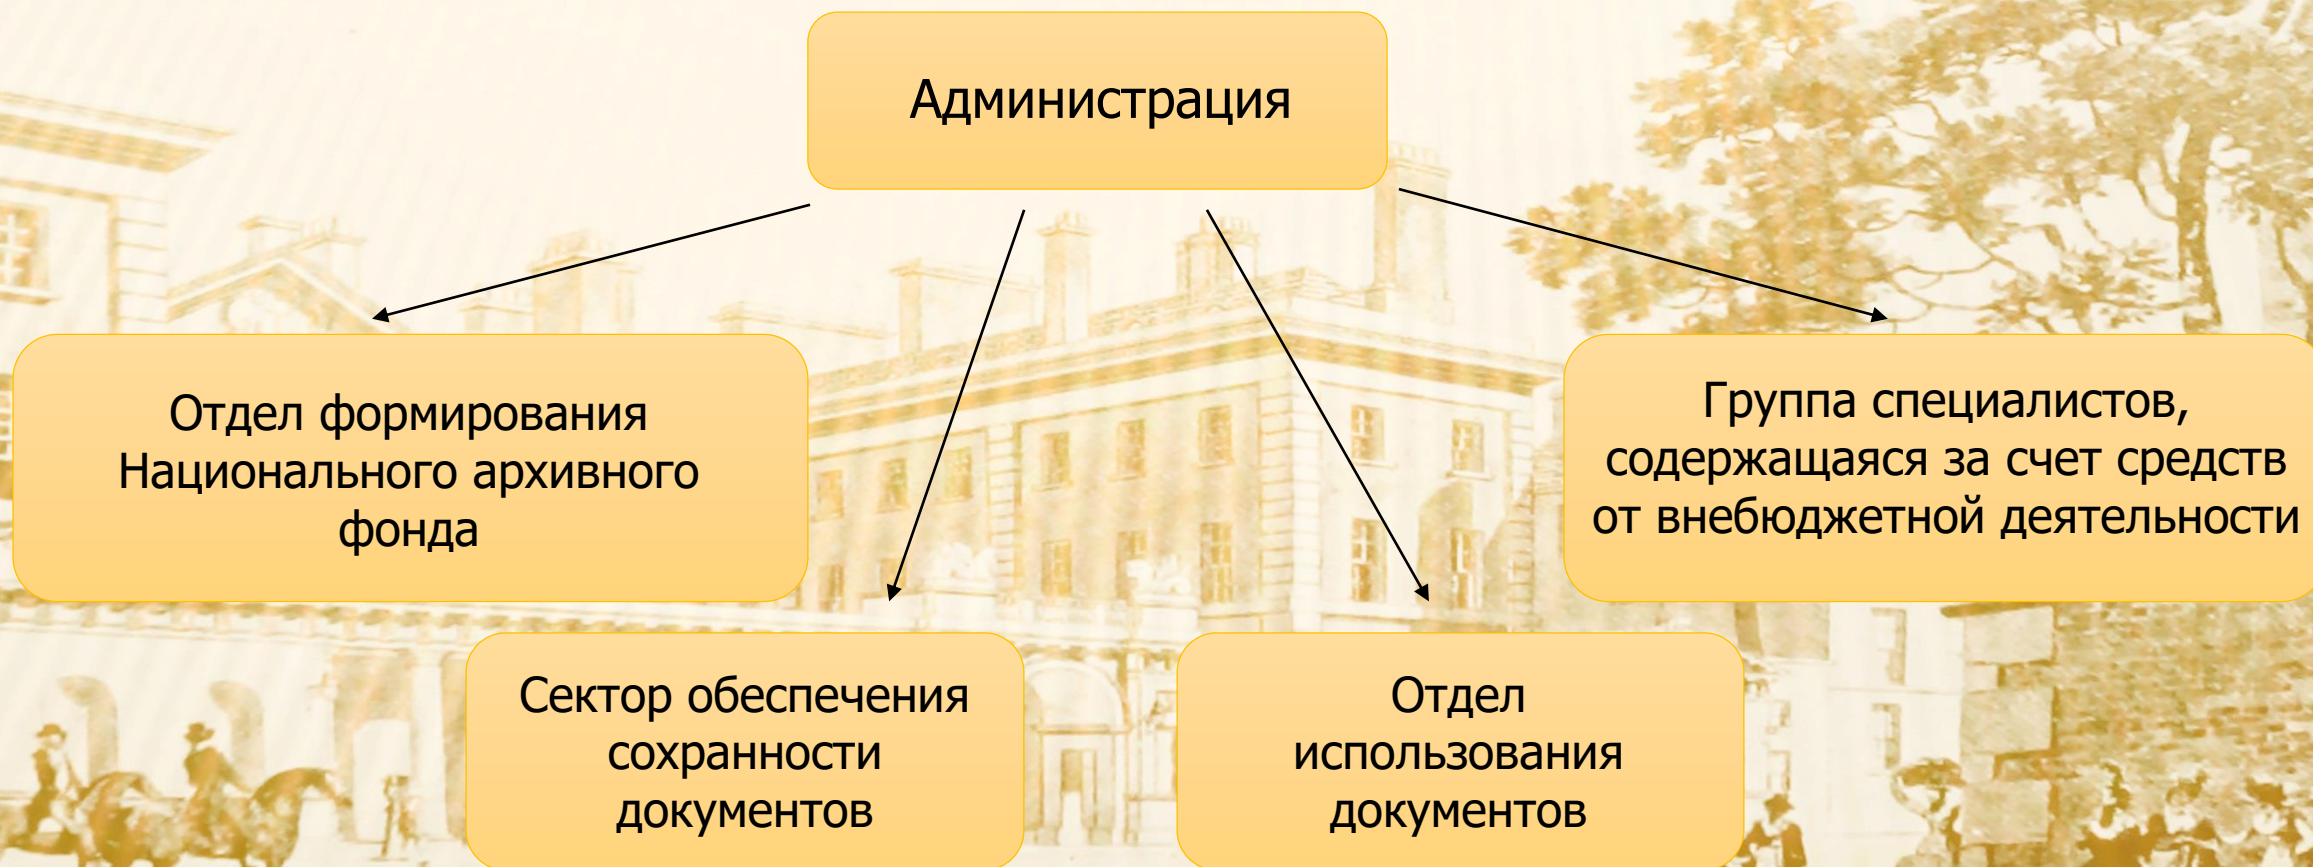 Администрация
Отдел формирования
Национального архивного
фонда
Группа специалистов,
содержащаяся за счет средств
от внебюджетной деятельности
Сектор обеспечения
сохранности
документов
Отдел
использования
документов